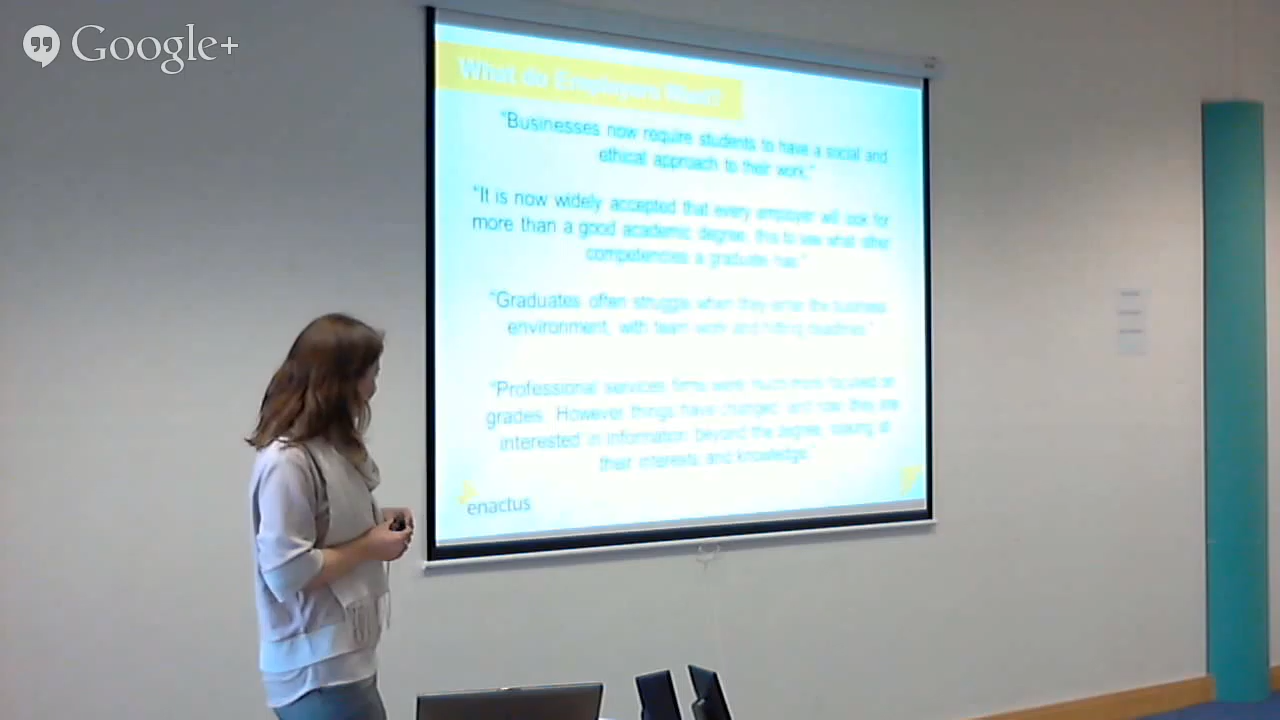 Google+
What do Employers Want?
"Businesses now require students to have a social and
ethical approach to their work."
"It is now widely accepted that every employer will look for
more than a good academic degree, this to see what other
competencies a graduate has."
"Graduates often struggle when they enter the business
environment, with team work and hitting deadlines."
"Professional services firms were much more focused on
grades. However things have changed, and now they are
interested in information beyond the degree, looking at
their interests and knowledge."
enactus